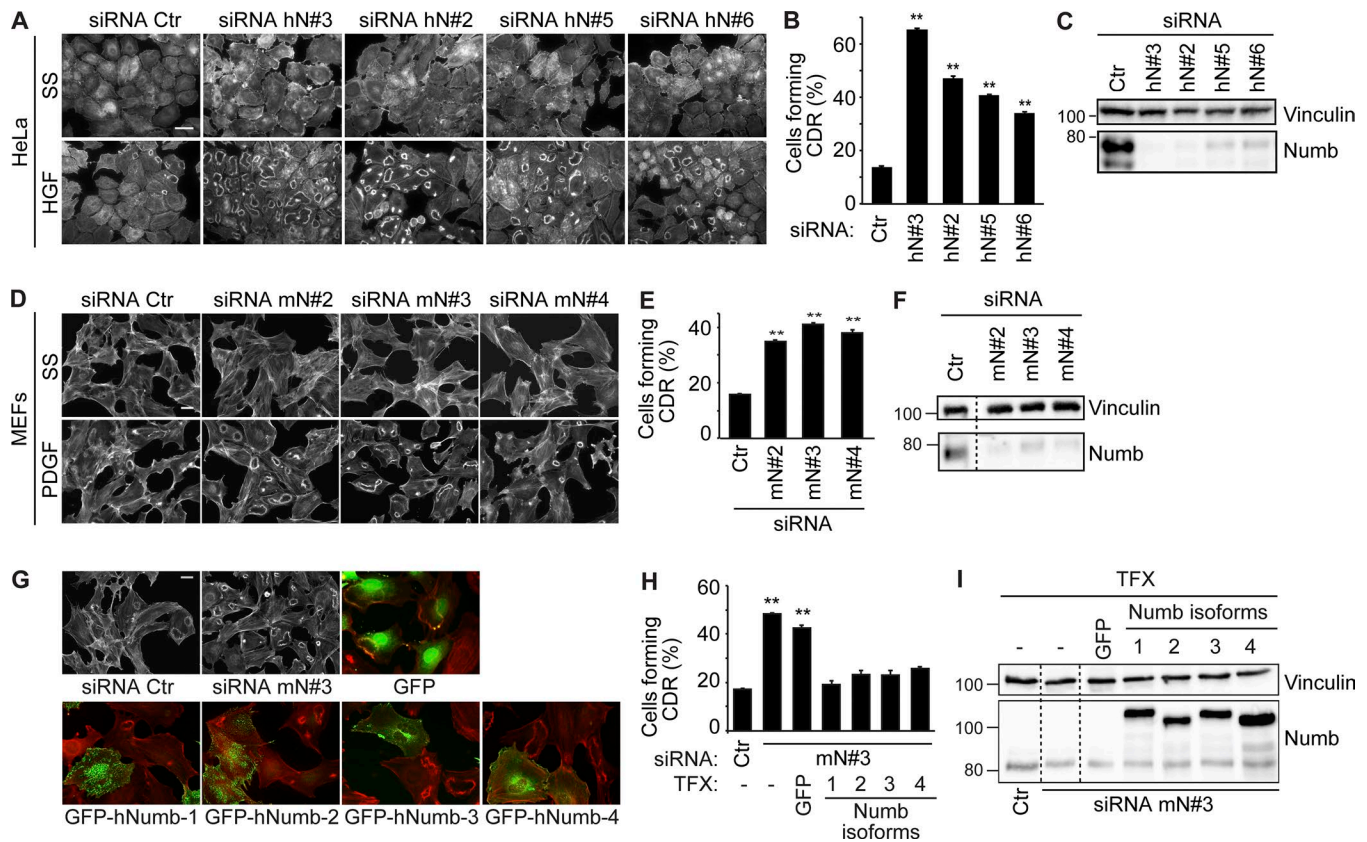 A
siRNA Ctr siRNA hN#3 siRNA hN#2 siRNA hN#5 siRNA hN#6
HeLa
SS
HGF
B
Cells forming
CDR (%)
60
40
20
0
** ** ** **
siRNA: Ctr hN#3 hN#2 hN#5 hN#6
C
siRNA
Ctr hN#3 hN#2 hN#5 hN#6
100 Vinculin
80 Numb
D
siRNA Ctr siRNA mN#2 siRNA mN#3 siRNA mN#4
MEFs
SS
PDGF
E
Cells forming
CDR (%)
40
20
0
** ** **
Ctr mN#2 mN#3 mN#4
siRNA
F
siRNA
Ctr mN#2 mN#3 mN#4
100 Vinculin
80 Numb
G
siRNA Ctr siRNA mN#3 GFP
GFP-hNumb-1 GFP-hNumb-2 GFP-hNumb-3 GFP-hNumb-4
H
Cells forming
CDR (%)
60
40
20
0
** **
siRNA: Ctr mN#3
TFX: - - GFP 1 2 3 4
Numb
isoforms
I
TFX
Numb isoforms
- - GFP 1 2 3 4
100 Vinculin
100 Numb
80
Ctr siRNA mN#3